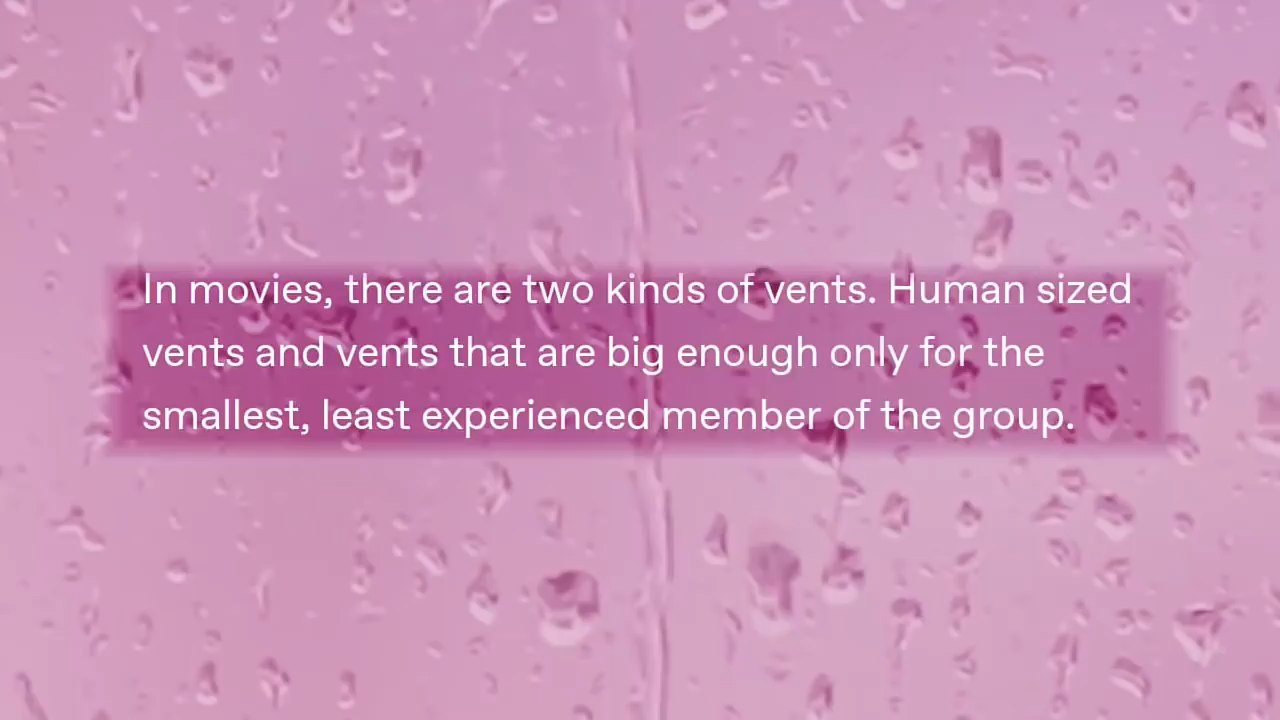 In movies, there are two kinds of vents. Human sized
vents and vents that are big enough only for the
smallest, least experienced member of the group.